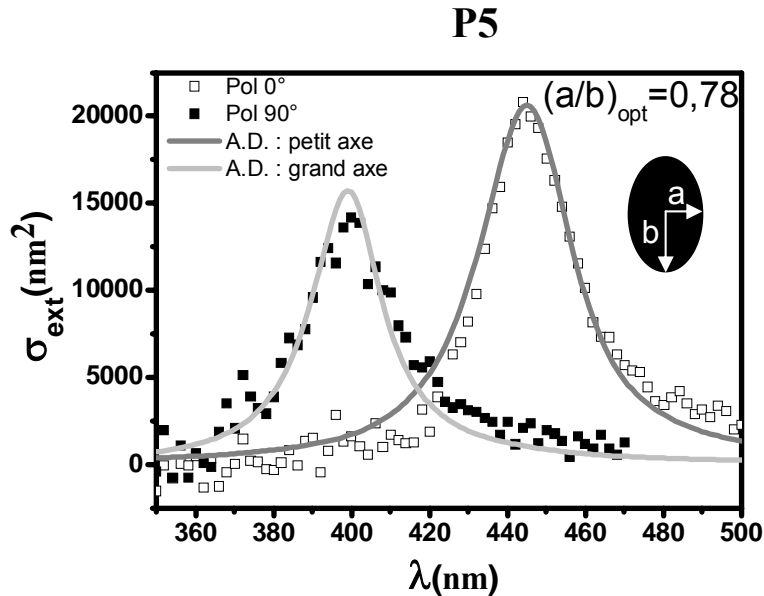 P5
Pol 0°
Pol 90°
A.D. : petit axe
A.D. : grand axe
(a/b)opt=0,78
a
b
σext(nm²)
20000
15000
10000
5000
0
360 380 400 420 440 460 480 500
λ(nm)